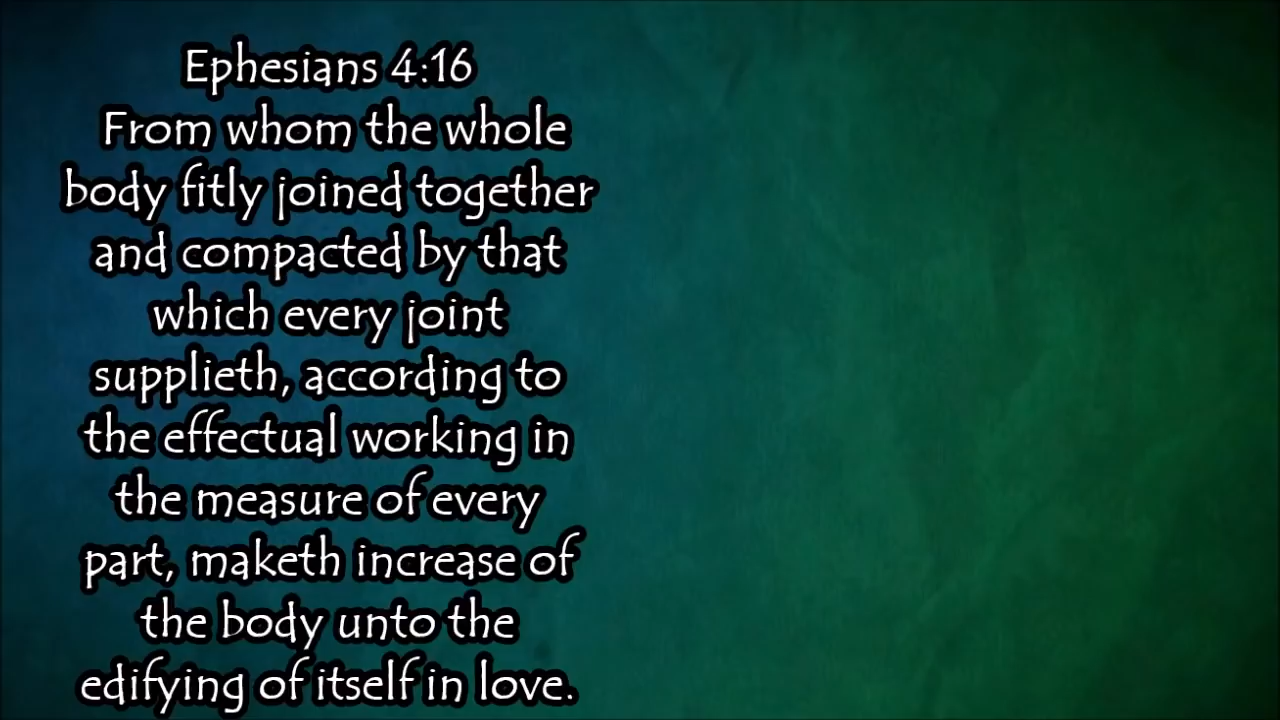 Ephesians 4:16
From whom the whole
body fitly joined together
and compacted by that
which every joint
supplieth, according to
the effectual working in
the measure of every
part, maketh increase of
the body unto the
edifying of itself in love.